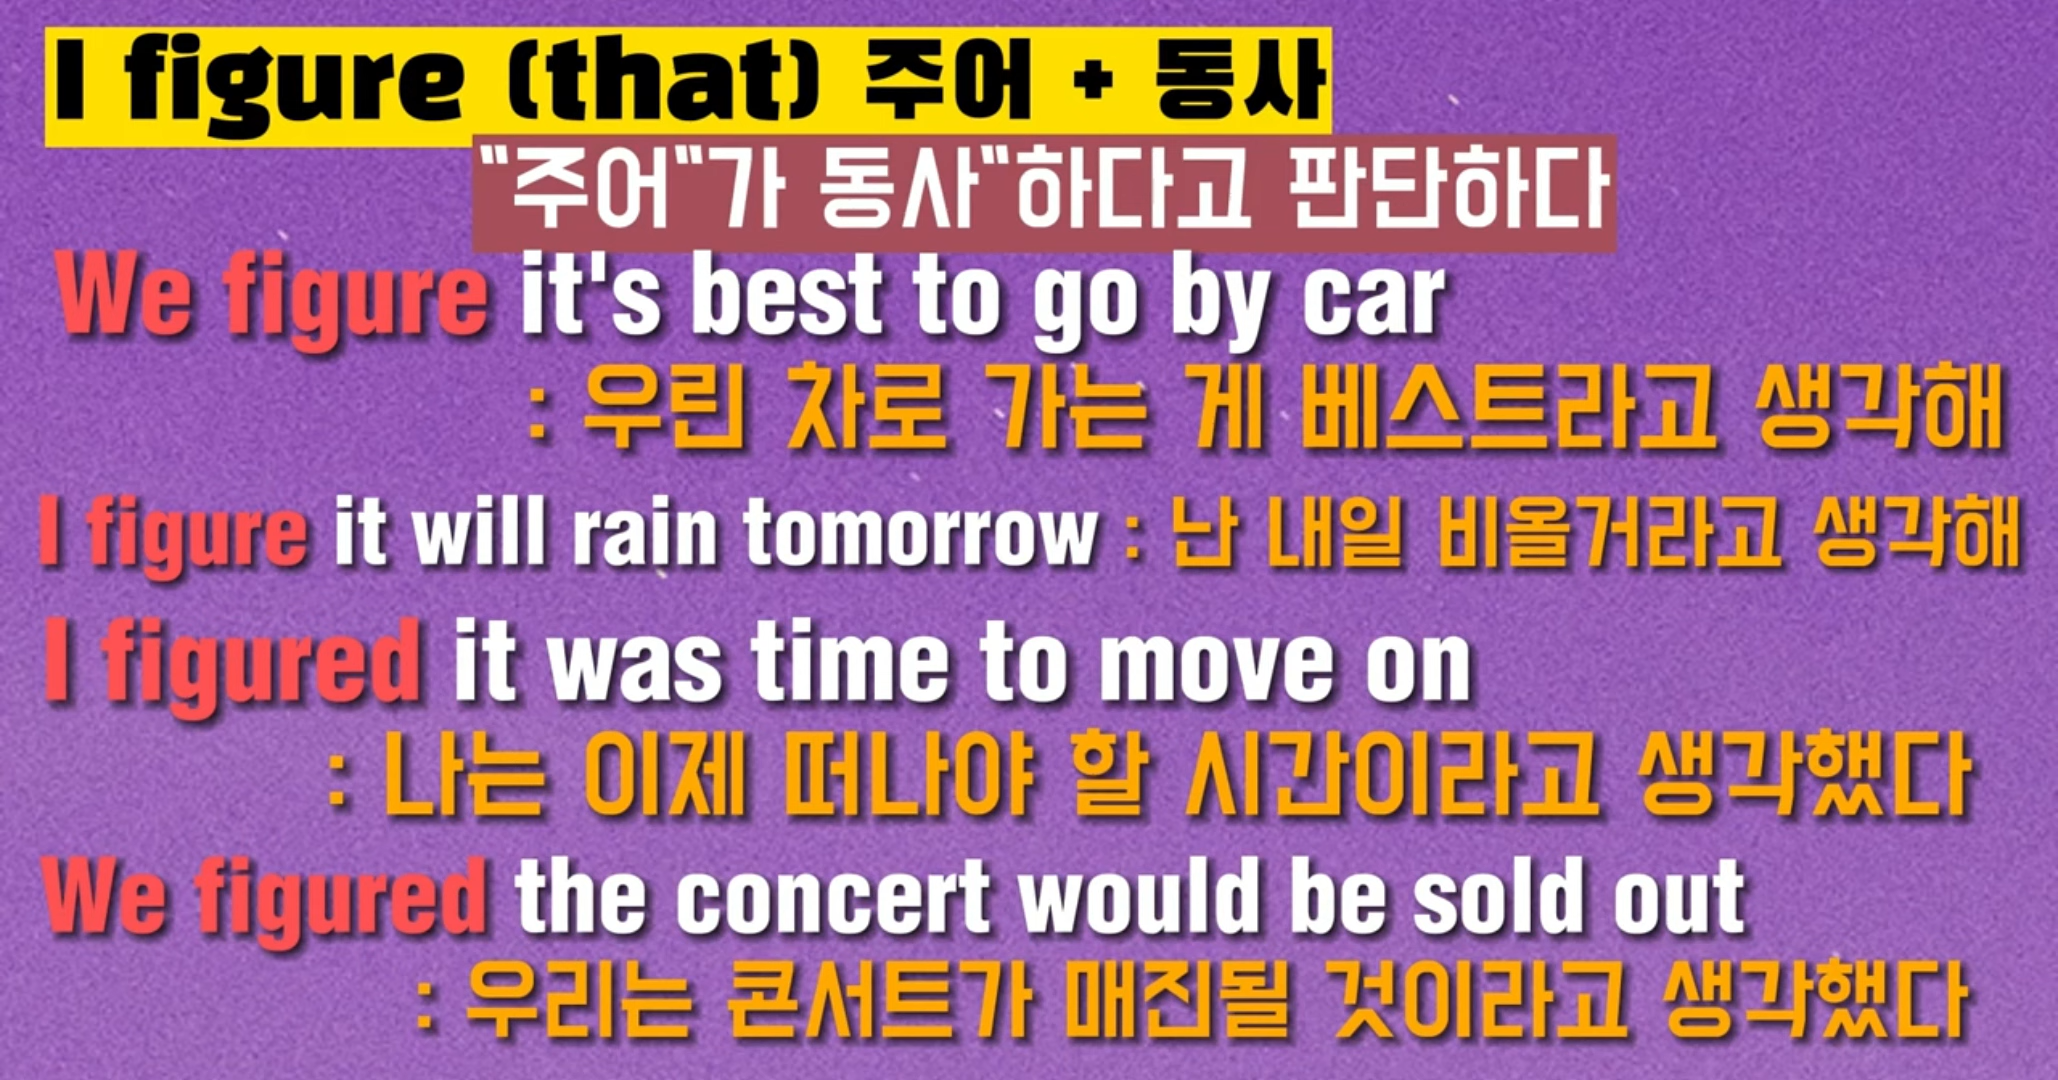 I figure (that) 주어 + 동사
"주어"가 동사"하다고 판단하다
We figure it's best to go by car
: 우린 차로 가는 게 베스트라고 생각해
I figure it will rain tomorrow : 난 내일 비올거라고 생각해
I figured it was time to move on
: 나는 이제 떠나야 할 시간이라고 생각했다
We figured the concert would be sold out
: 우리는 콘서트가 매진될 것이라고 생각했다